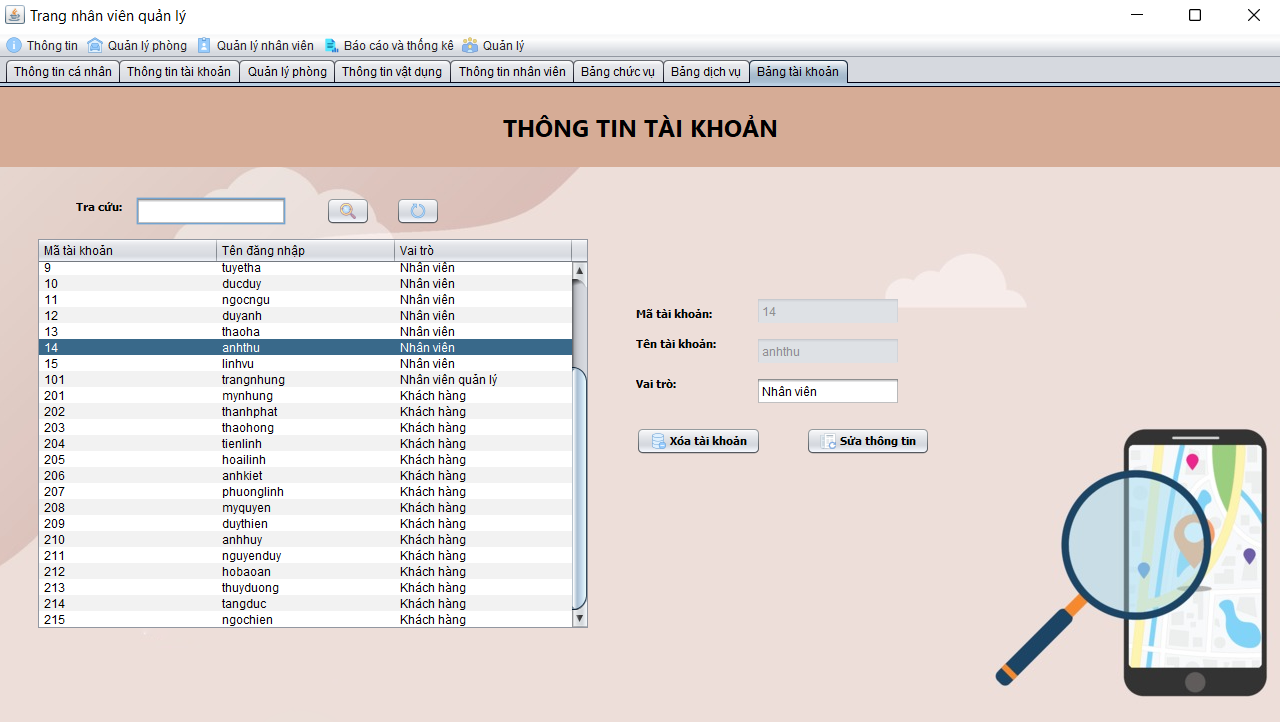 Trang nhân viên quản lý
Thông tin Quản lý phòng Quản lý nhân viên Báo cáo và thống kê Quản lý
Thông tin cá nhân Thông tin tài khoản Quản lý phòng Thông tin vật dụng Thông tin nhân viên Bảng chức vụ Bảng dịch vụ Bảng tài khoản
THÔNG TIN TÀI KHOẢN
Tra cứu:
Mã tài khoản Tên đăng nhập Vai trò
9 tuyetha Nhân viên
10 ducduy Nhân viên
11 ngocngu Nhân viên
12 duyanh Nhân viên
13 thaoha Nhân viên
14 anhthu Nhân viên
15 linhvu Nhân viên
101 trangnhung Nhân viên quản lý
201 mynhung Khách hàng
202 thanhphat Khách hàng
203 thaohong Khách hàng
204 tienlinh Khách hàng
205 hoailinh Khách hàng
206 anhkiet Khách hàng
207 phuonglinh Khách hàng
208 myquyen Khách hàng
209 duythien Khách hàng
210 anhhuy Khách hàng
211 nguyenduy Khách hàng
212 hobaoan Khách hàng
213 thuyduong Khách hàng
214 tangduc Khách hàng
215 ngochien Khách hàng
Mã tài khoản: 14
Tên tài khoản: anhthu
Vai trò: Nhân viên
Xóa tài khoản Sửa thông tin